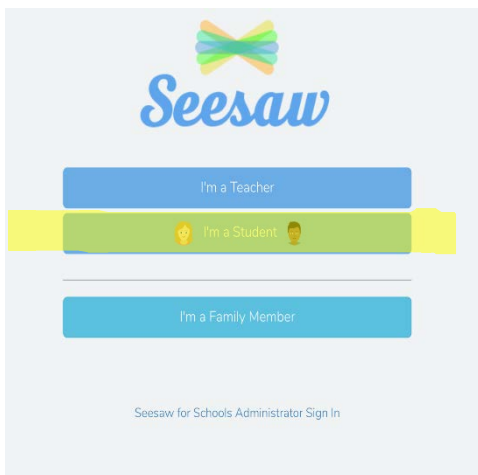 Seesaw
I'm a Teacher
I'm a Student
I'm a Family Member
Seesaw for Schools Administrator Sign In